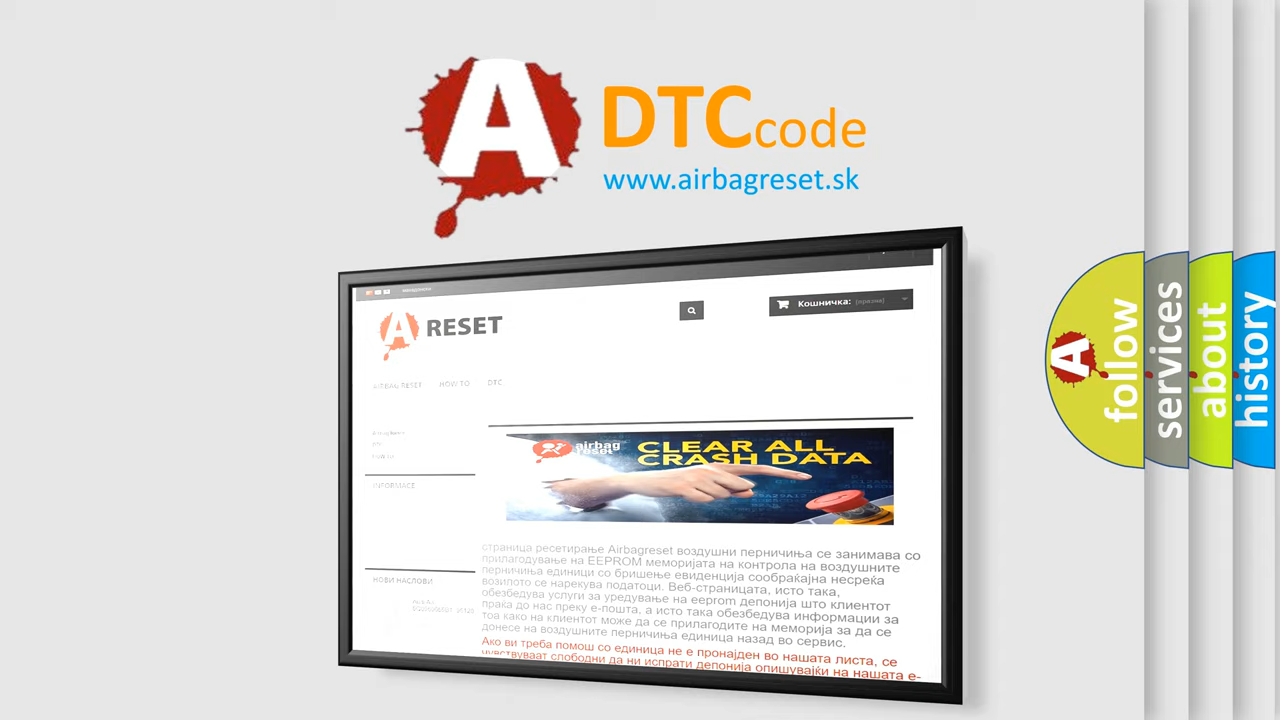 A DTC code
www.airbagreset.sk
Кошничка: (празни)
A RESET
AIRBAG RESET HOW TO DTC
airbag
reset
CLEAR ALL
CRASH DATA
INFORMACE
страница ресетирање Airbagreset воздушни перничиња се занимава со
прилагодување на EEPROM меморијата на контрола на воздушните
перничиња единици со бришење евиденција сообраќајна несреќа
возилото се нарекува податоци. Веб-страницата, исто така,
обезбедува услуги за уредување на eeprom депонија што клиентот
праќа до нас преку е-пошта, а исто така обезбедува информации за
тоа како на клиентот може да се прилагодите на меморија за да се
донесе на воздушните перничиња единица назад во сервис.
НОВИ НАСЛОВИ
Ако ви треба помош со единица не е пронајден во нашата листа, се
чувствуваат слободни да ни испрати депонија опишувајќи на нашата е-
A follow
services
about
history